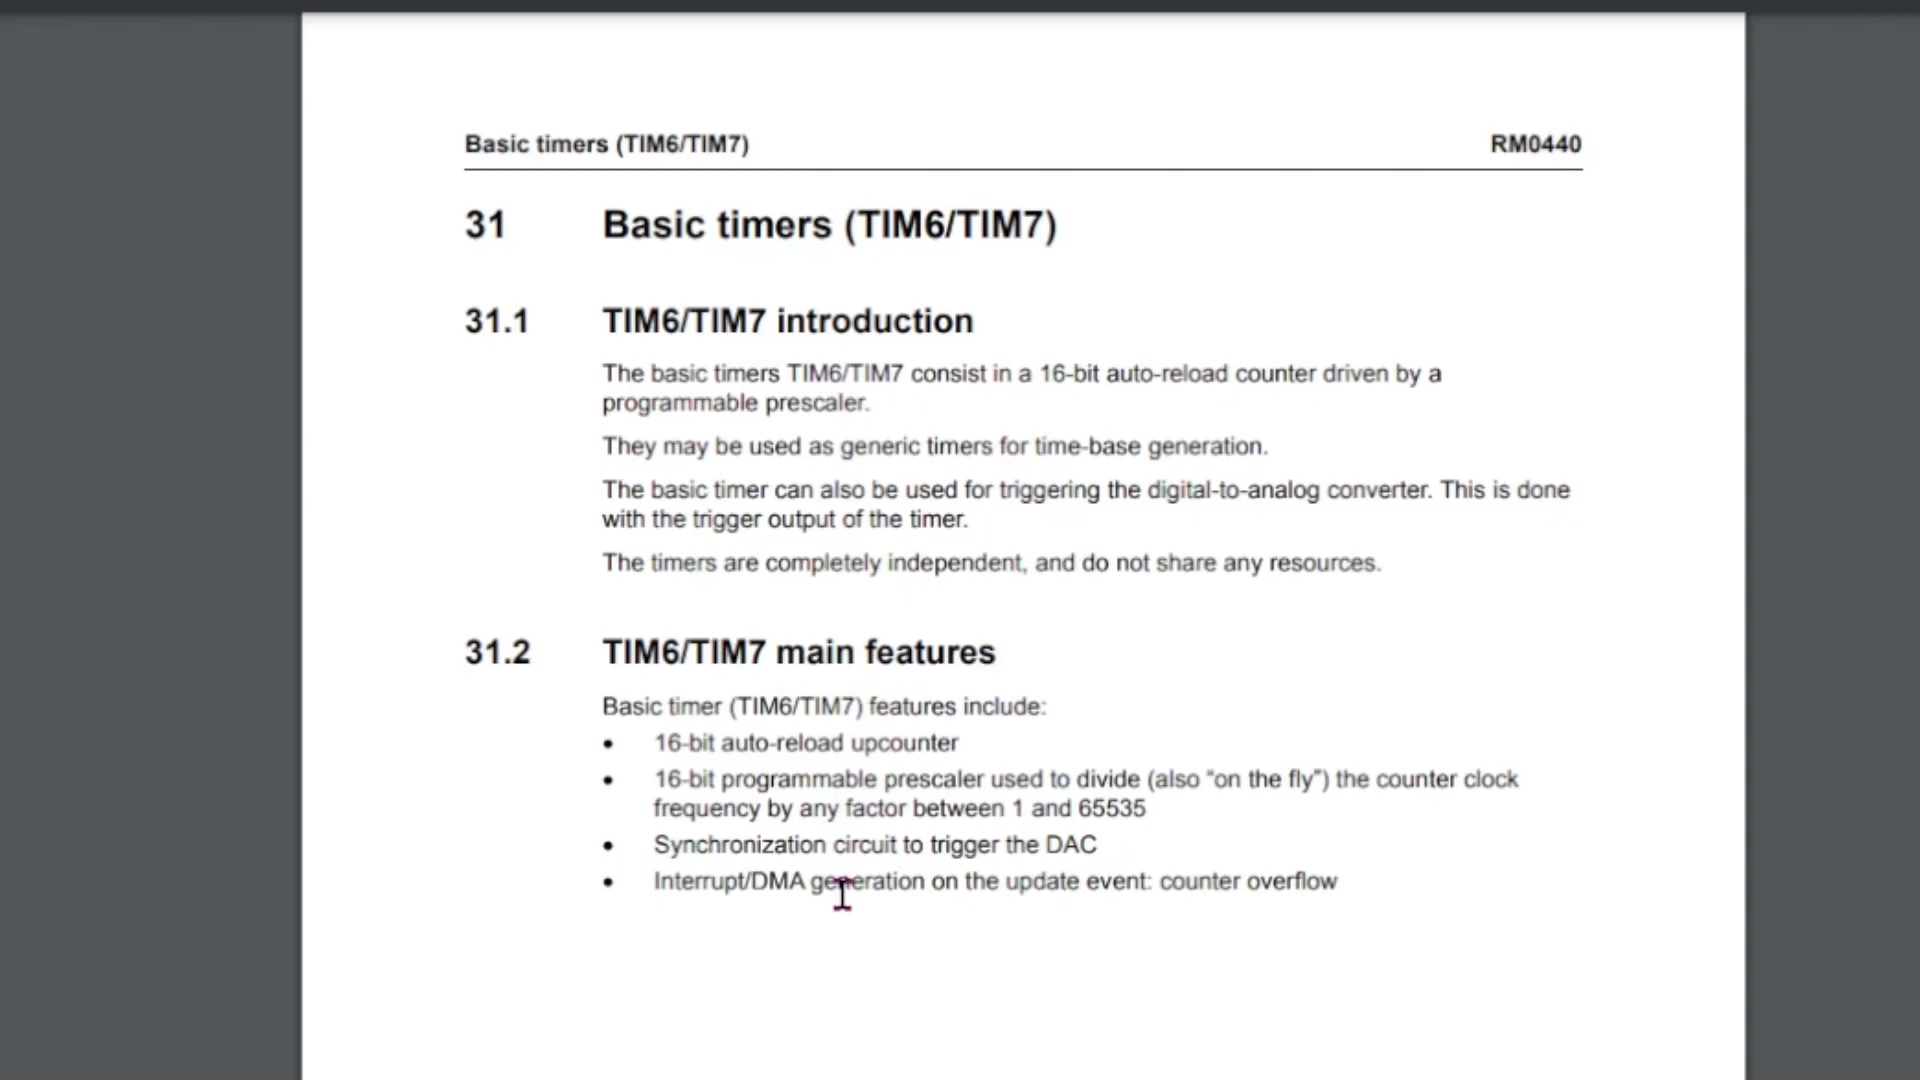 Basic timers (TIM6/TIM7) RM0440
31 Basic timers (TIM6/TIM7)
31.1 TIM6/TIM7 introduction
The basic timers TIM6/TIM7 consist in a 16-bit auto-reload counter driven by a
programmable prescaler.
They may be used as generic timers for time-base generation.
The basic timer can also be used for triggering the digital-to-analog converter. This is done
with the trigger output of the timer.
The timers are completely independent, and do not share any resources.
31.2 TIM6/TIM7 main features
Basic timer (TIM6/TIM7) features include:
• 16-bit auto-reload upcounter
• 16-bit programmable prescaler used to divide (also “on the fly”) the counter clock
frequency by any factor between 1 and 65535
• Synchronization circuit to trigger the DAC
• Interrupt/DMA generation on the update event: counter overflow